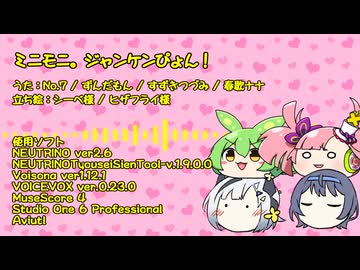 ミニモニ。ジャンケンぴょん！
うた：No.7 / ずんだもん / すずきつづみ / 春歌ナナ
立ち絵：シーベ様 / ヒゲフライ様
使用ソフト
NEUTRINO ver2.6
NEUTRINOTyouseiSienTool-v.1.9.0.0
Voisona ver1.12.1
VOICEVOX ver.0.23.0
MuseScore 4
Studio One 6 Professional
Aviutl